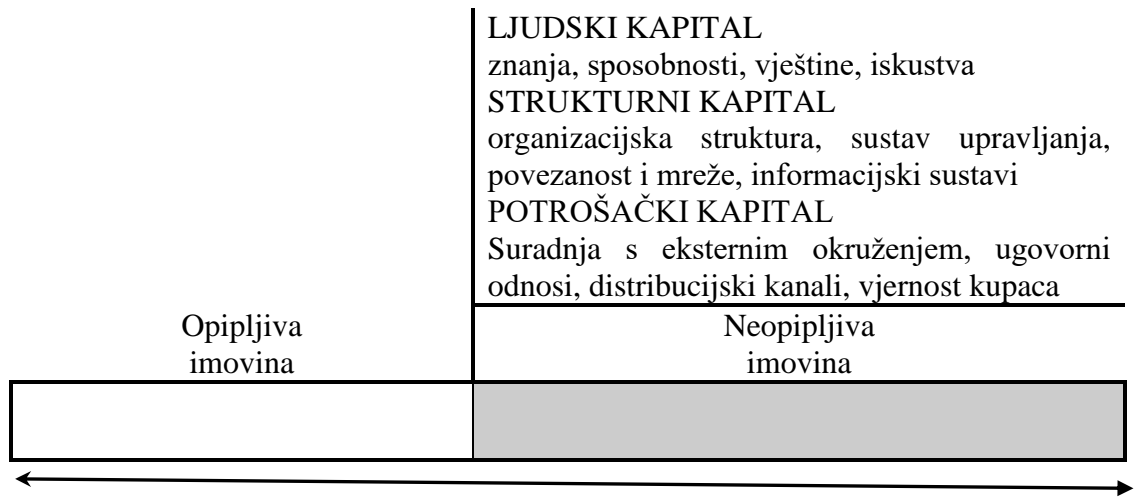 LJUDSKI KAPITAL
znanja, sposobnosti, vještine, iskustva
STRUKTURNI KAPITAL
organizacijska struktura, sustav upravljanja,
povezanost i mreže, informacijski sustavi
POTROŠAČKI KAPITAL
Suradnja s eksternim okruženjem, ugovorni
odnosi, distribucijski kanali, vjernost kupaca
Opipljiva
imovina
Neopipljiva
imovina